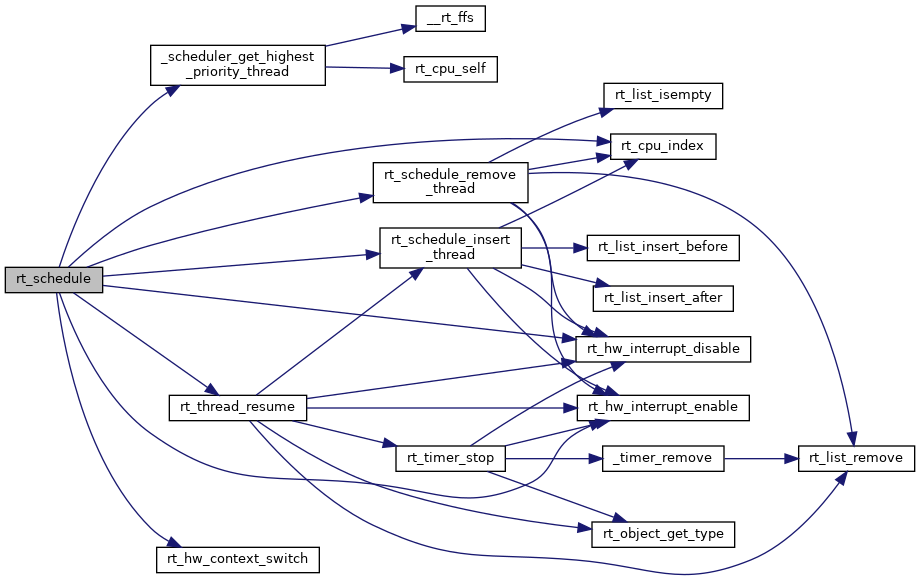 __rt_ffs
_scheduler_get_highest
_priority_thread
rt_cpu_self
rt_list_isempty
rt_cpu_index
rt_schedule_remove
_thread
rt_schedule_insert
_thread
rt_list_insert_before
rt_schedule
rt_list_insert_after
rt_hw_interrupt_disable
rt_thread_resume
rt_hw_interrupt_enable
rt_timer_stop
_timer_remove
rt_list_remove
rt_object_get_type
rt_hw_context_switch